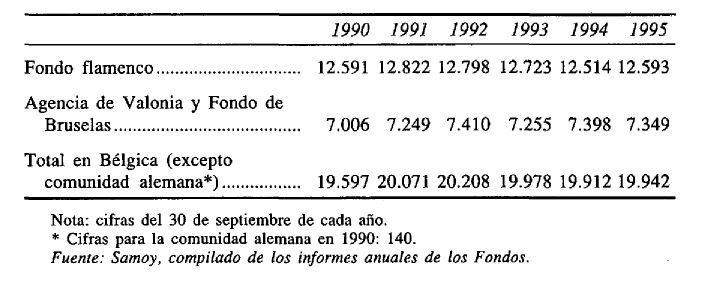 1990 1991 1992 1993 1994 1995
Fondo flamenco.............................. 12.591 12.822 12.798 12.723 12.514 12.593
Agencia de Valonia y Fondo de
Bruselas....................................... 7.006 7.249 7.410 7.255 7.398 7.349
Total en Bélgica (excepto
comunidad alemana*)................. 19.597 20.071 20.208 19.978 19.912 19.942
Nota: cifras del 30 de septiembre de cada año.
* Cifras para la comunidad alemana en 1990: 140.
Fuente: Samoy, compilado de los informes anuales de los Fondos.